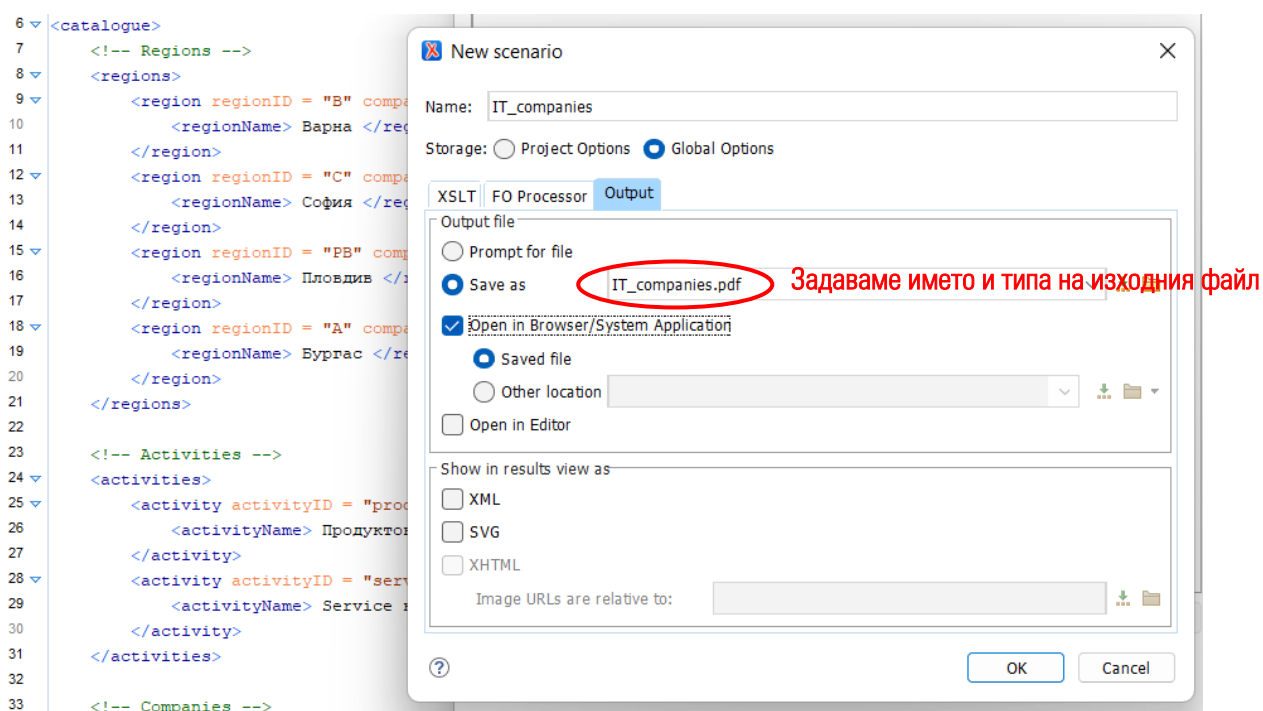 6 <catalogue>
7 <!-- Regions -->
8 <regions>
9 <region regionID = "B"
10 <regionName> Варна
11 </region>
12 <region regionID = "C"
13 <regionName> София
14 </region>
15 <region regionID = "PB"
16 <regionName> Пловдив
17 </region>
18 <region regionID = "A"
19 <regionName> Бургас
20 </region>
21 </regions>
22
23 <!-- Activities -->
24 <activities>
25 <activity activityID =
26 <activityName>
27 </activity>
28 <activity activityID =
29 <activityName> Service
30 </activity>
31 </activities>
32
33 <!-- Companies -->
New scenario
Name: IT_companies
Storage: Project Options Global Options
XSLT FO Processor Output
Output file
Prompt for file
Save as IT_companies.pdf Задаваме името и типа на изходния файл
Open in Browser/System Application
Saved file
Other location
Open in Editor
Show in results view as
XML
SVG
XHTML
Image URLs are relative to:
? OK Cancel